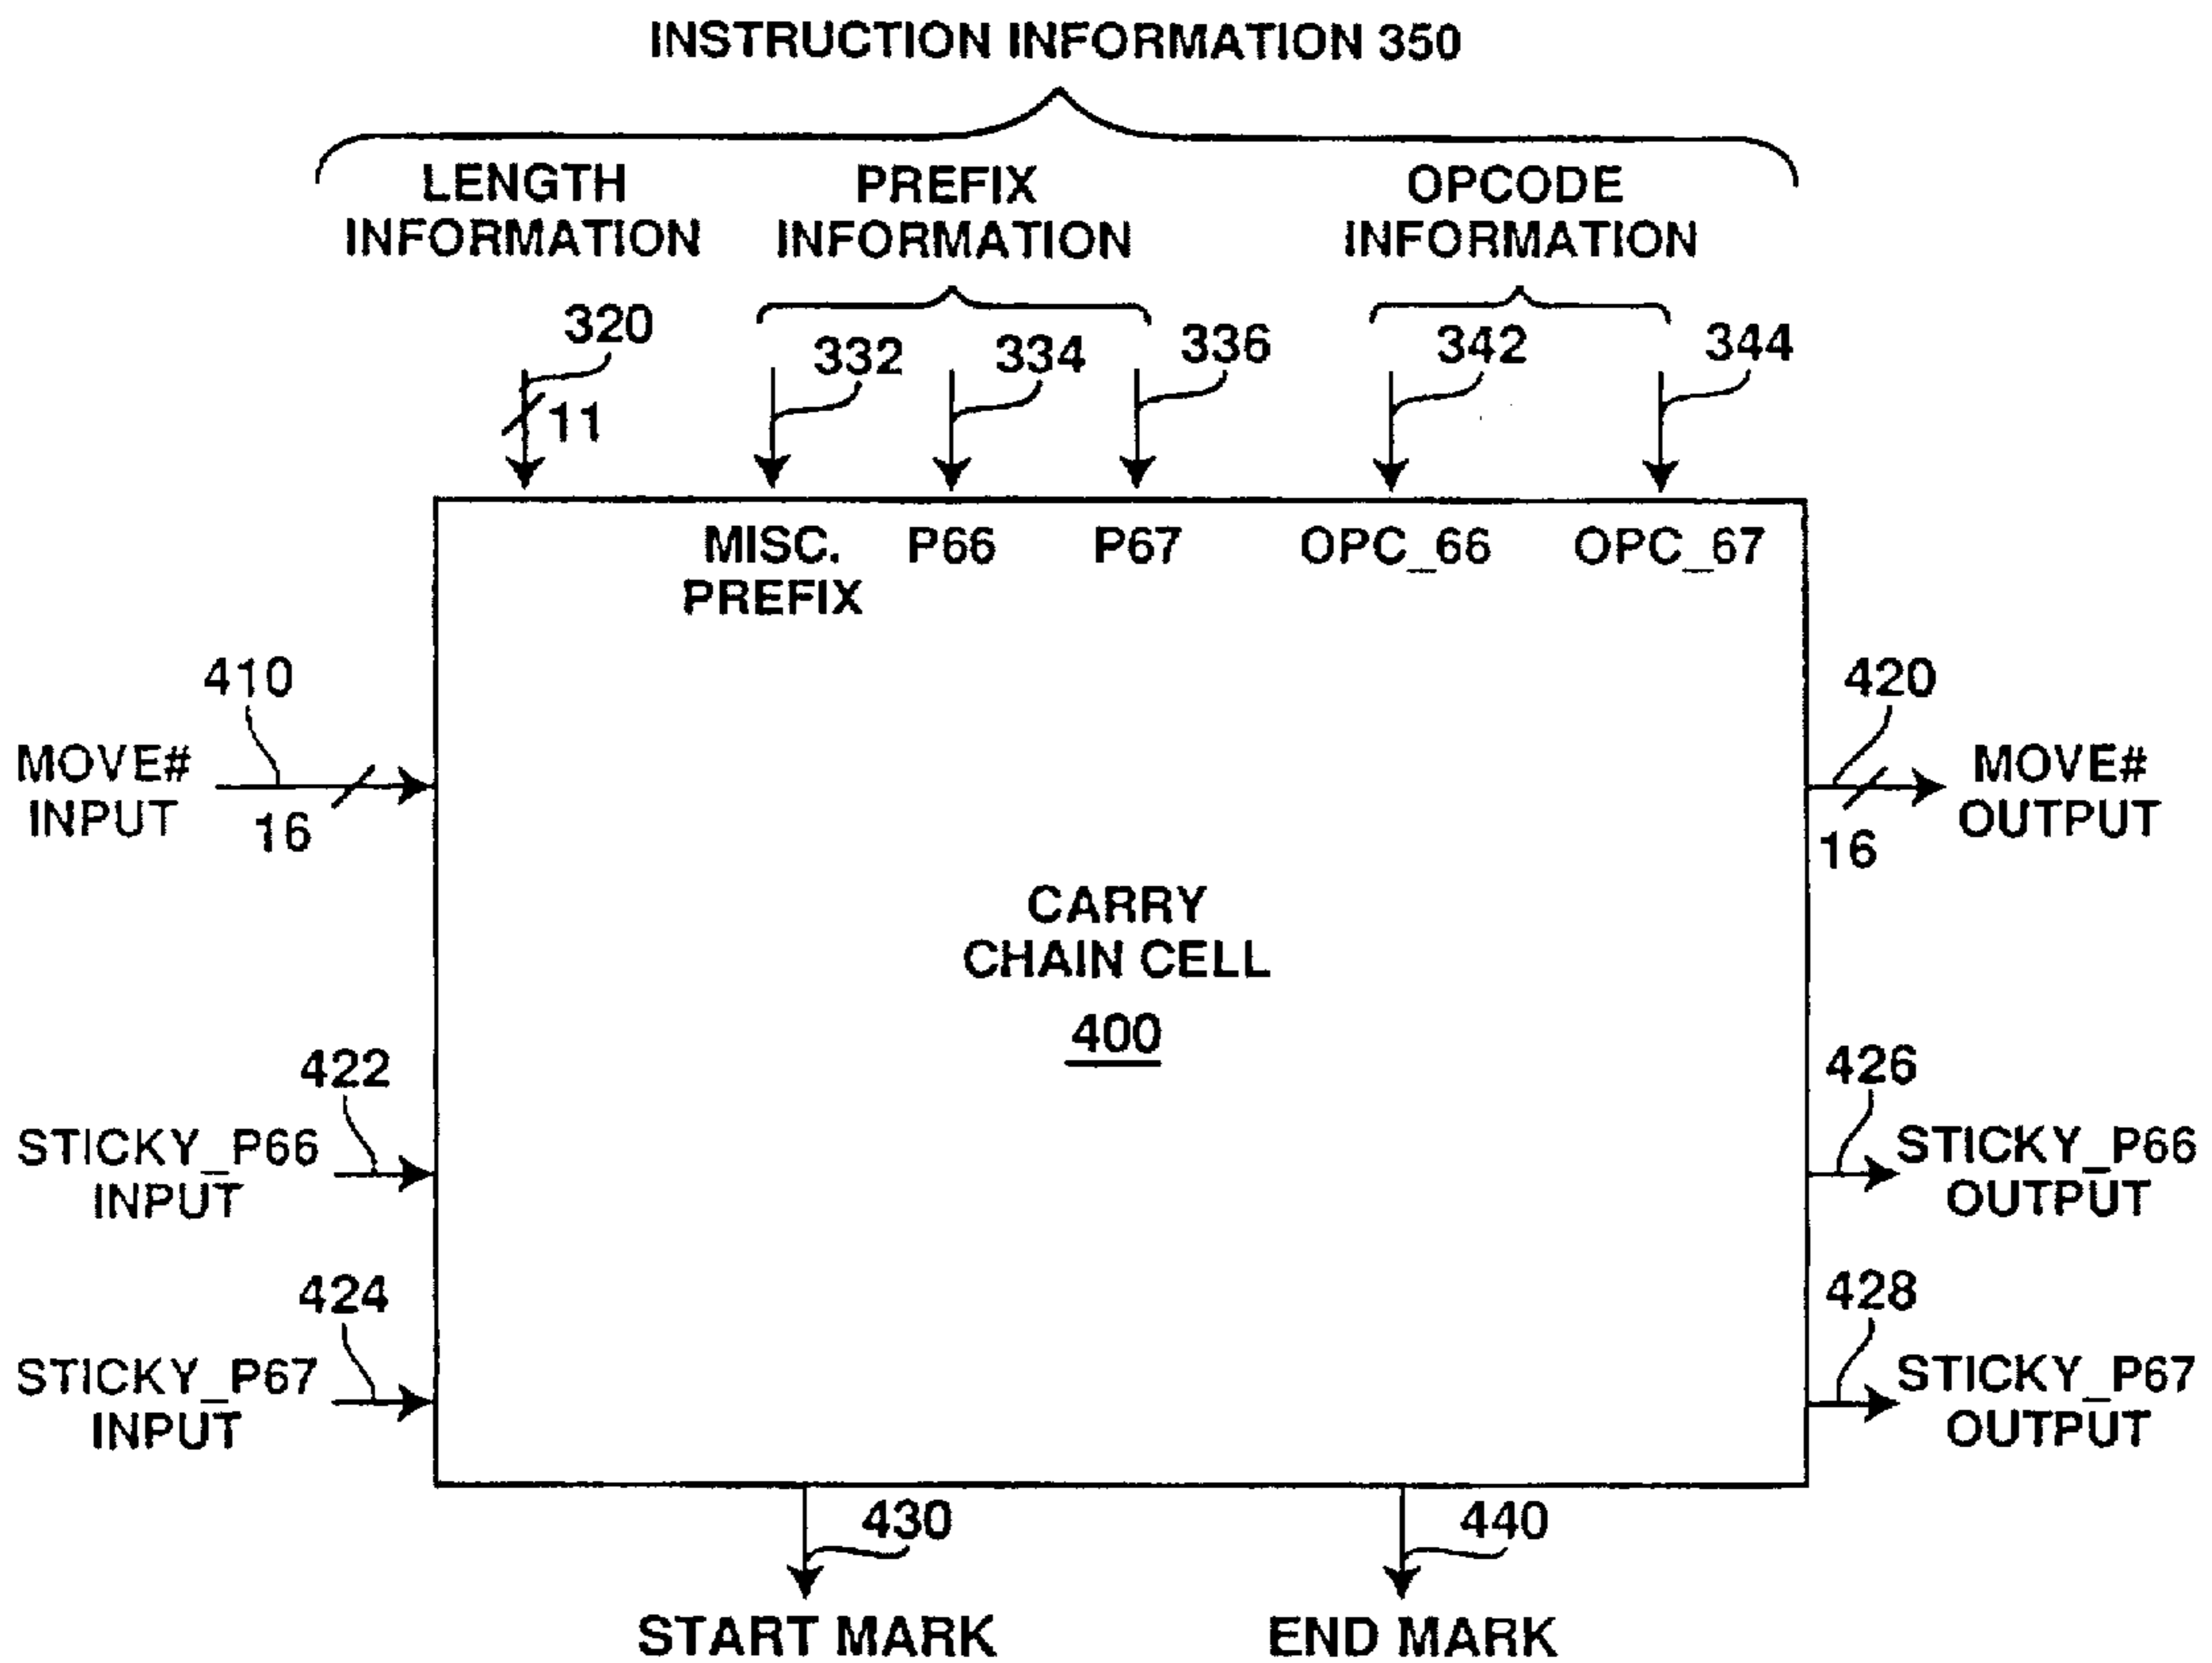 INSTRUCTION INFORMATION 350
LENGTH
INFORMATION
PREFIX
INFORMATION
OPCODE
INFORMATION
320
11
332
334
336
342
344
MISC.
PREFIX
P66
P67
OPC_66
OPC_67
410
MOVE#
INPUT
16
420
MOVE#
OUTPUT
16
CARRY
CHAIN CELL
400
422
STICKY_P66
INPUT
426
STICKY_P66
OUTPUT
424
STICKY_P67
INPUT
428
STICKY_P67
OUTPUT
430
440
START MARK
END MARK